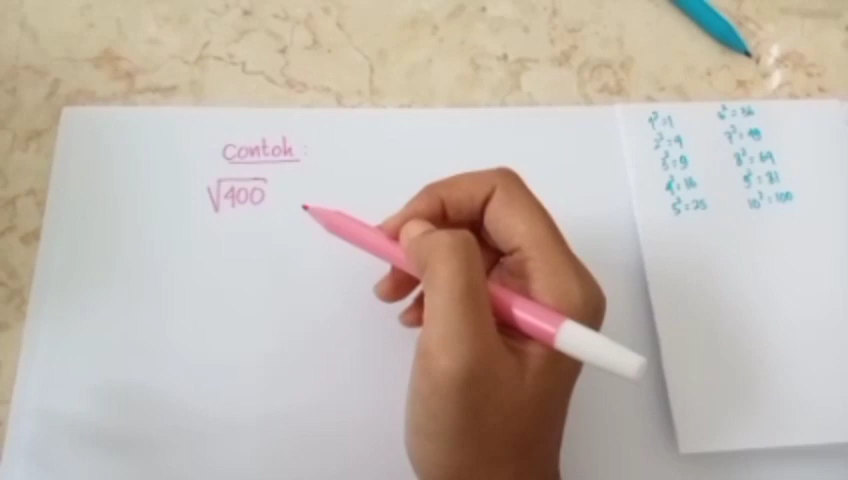 Contoh :
√400
1² = 1
2² = 4
3² = 9
4² = 16
5² = 25
6² = 36
7² = 49
8² = 64
9² = 81
10² = 100